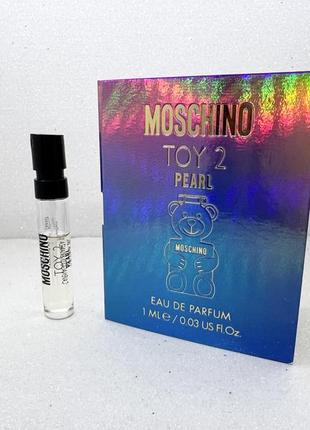 MOSCHINO
TOY 2
PEARL
MOSCHINO
EAU DE PARFUM
1 ML e / 0.03 US Fl.Oz.
MOSCHINO
TOY 2
PEARL